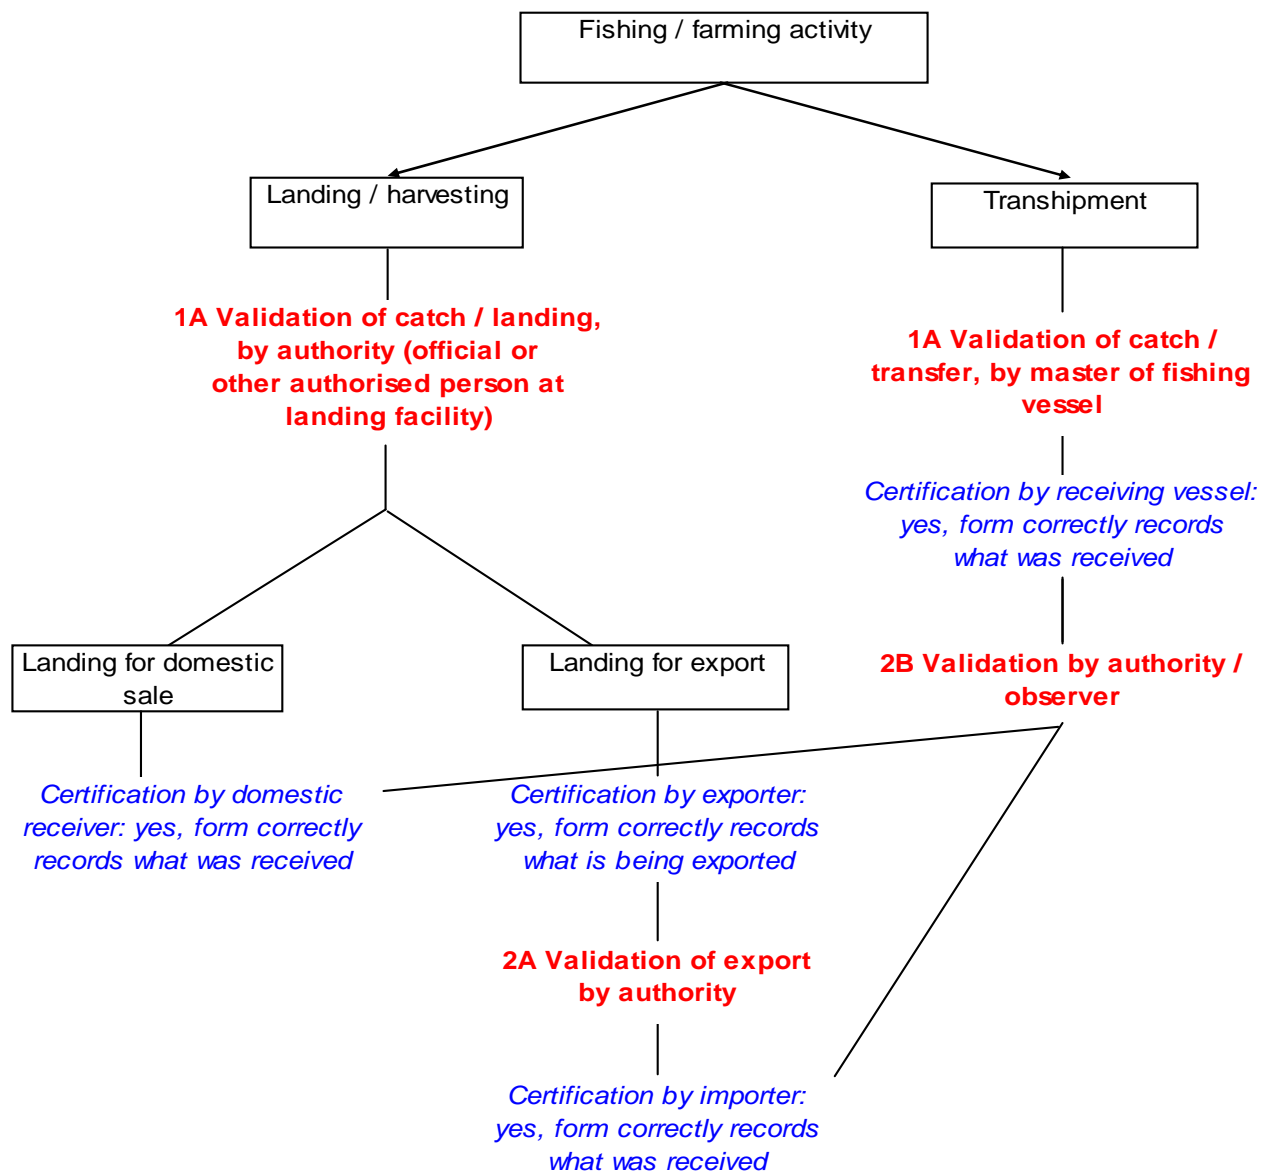 Fishing / farming activity
Landing / harvesting
Transhipment
1A Validation of catch / landing,
by authority (official or
other authorised person at
landing facility)
1A Validation of catch /
transfer, by master of fishing
vessel
Certification by receiving vessel:
yes, form correctly records
what was received
Landing for domestic
sale
Landing for export
2B Validation by authority /
observer
Certification by domestic
receiver: yes, form correctly
records what was received
Certification by exporter:
yes, form correctly records
what is being exported
2A Validation of export
by authority
Certification by importer:
yes, form correctly records
what was received